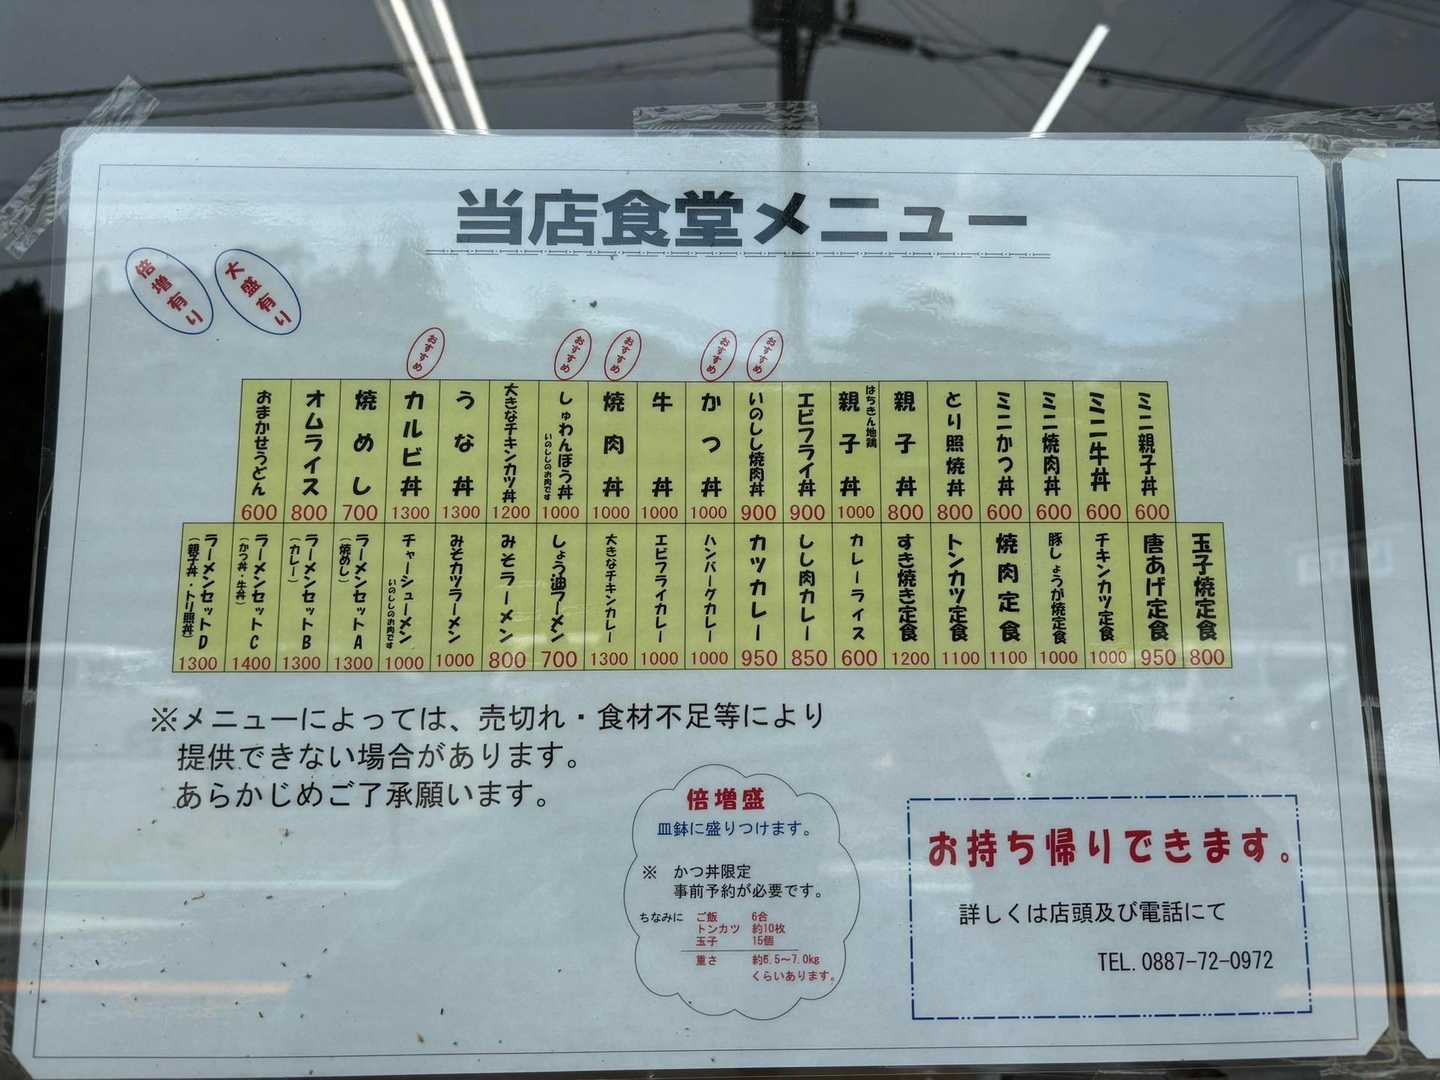 当店食堂メニュー
倍増有り
大盛有り
おすすめ
おすすめ
おすすめ
おすすめ
おすすめ
ミニ親子丼
600
ミニ牛丼
600
ミニ焼肉丼
600
ミニかつ丼
600
とり照焼丼
800
親子丼
800
はちきん地鶏
親子丼
1000
エビフライ丼
900
いのしし焼肉丼
900
かつ丼
1000
牛丼
1000
焼肉丼
1000
しゅわんぼう丼
いのししのお肉です
1000
大きなチキンカツ丼
1200
うな丼
1300
カルビ丼
1300
焼めし
700
オムライス
800
おまかせうどん
600
玉子焼定食
800
唐あげ定食
950
チキンカツ定食
1000
豚しょうが焼定食
1000
焼肉定食
1100
トンカツ定食
1100
すき焼き定食
1200
カレーライス
600
しし肉カレー
850
カツカレー
950
ハンバーグカレー
1000
エビフライカレー
1000
大きなチキンカレー
1300
しょう油ラーメン
700
みそラーメン
800
みそカツラーメン
1000
チャーシューメン
いのししのお肉です
1000
ラーメンセットA
(焼めし)
1300
ラーメンセットB
(カレー)
1300
ラーメンセットC
(かつ丼・牛丼)
1400
ラーメンセットD
(親子丼・トリ照丼)
1300
※メニューによっては、売切れ・食材不足等により
提供できない場合があります。
あらかじめご了承願います。
倍増盛
皿鉢に盛りつけます。
※ かつ丼限定
事前予約が必要です。
ちなみに ご飯 6合
トンカツ 約10枚
玉子 15個
重さ 約6.5～7.0kg
くらいあります。
お持ち帰りできます。
詳しくは店頭及び電話にて
TEL. 0887-72-0972